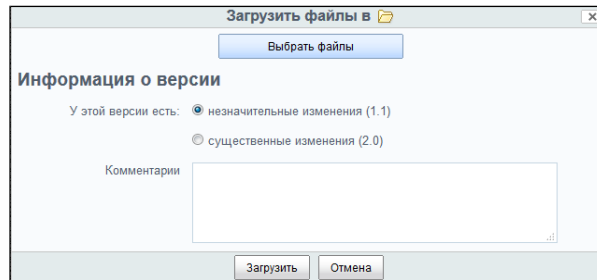 Загрузить файлы в
Выбрать файлы
Информация о версии
У этой версии есть: незначительные изменения (1.1)
существенные изменения (2.0)
Комментарии
Загрузить Отмена